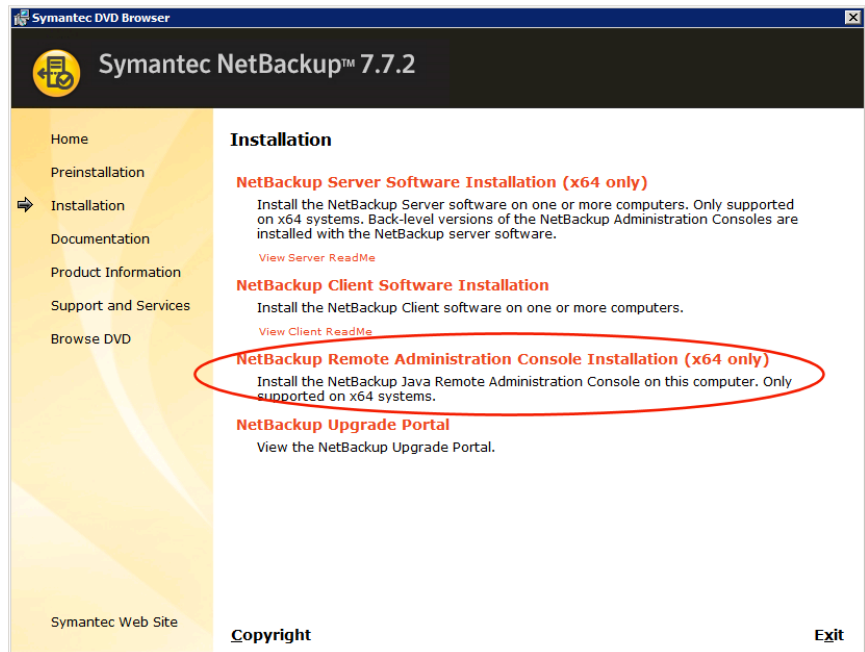 Symantec DVD Browser
Symantec NetBackup™ 7.7.2
Home
Preinstallation
Installation
Documentation
Product Information
Support and Services
Browse DVD
Symantec Web Site
Installation
NetBackup Server Software Installation (x64 only)
Install the NetBackup Server software on one or more computers. Only supported
on x64 systems. Back-level versions of the NetBackup Administration Consoles are
installed with the NetBackup server software.
View Server ReadMe
NetBackup Client Software Installation
Install the NetBackup Client software on one or more computers.
View Client ReadMe
NetBackup Remote Administration Console Installation (x64 only)
Install the NetBackup Java Remote Administration Console on this computer. Only
supported on x64 systems.
NetBackup Upgrade Portal
View the NetBackup Upgrade Portal.
Copyright
Exit